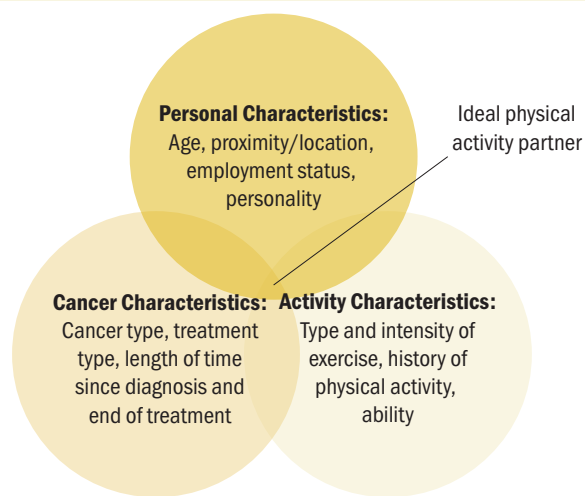 Personal Characteristics:
Age, proximity/location,
employment status,
personality
Ideal physical
activity partner
Cancer Characteristics:
Cancer type, treatment
type, length of time
since diagnosis and
end of treatment
Activity Characteristics:
Type and intensity of
exercise, history of
physical activity,
ability